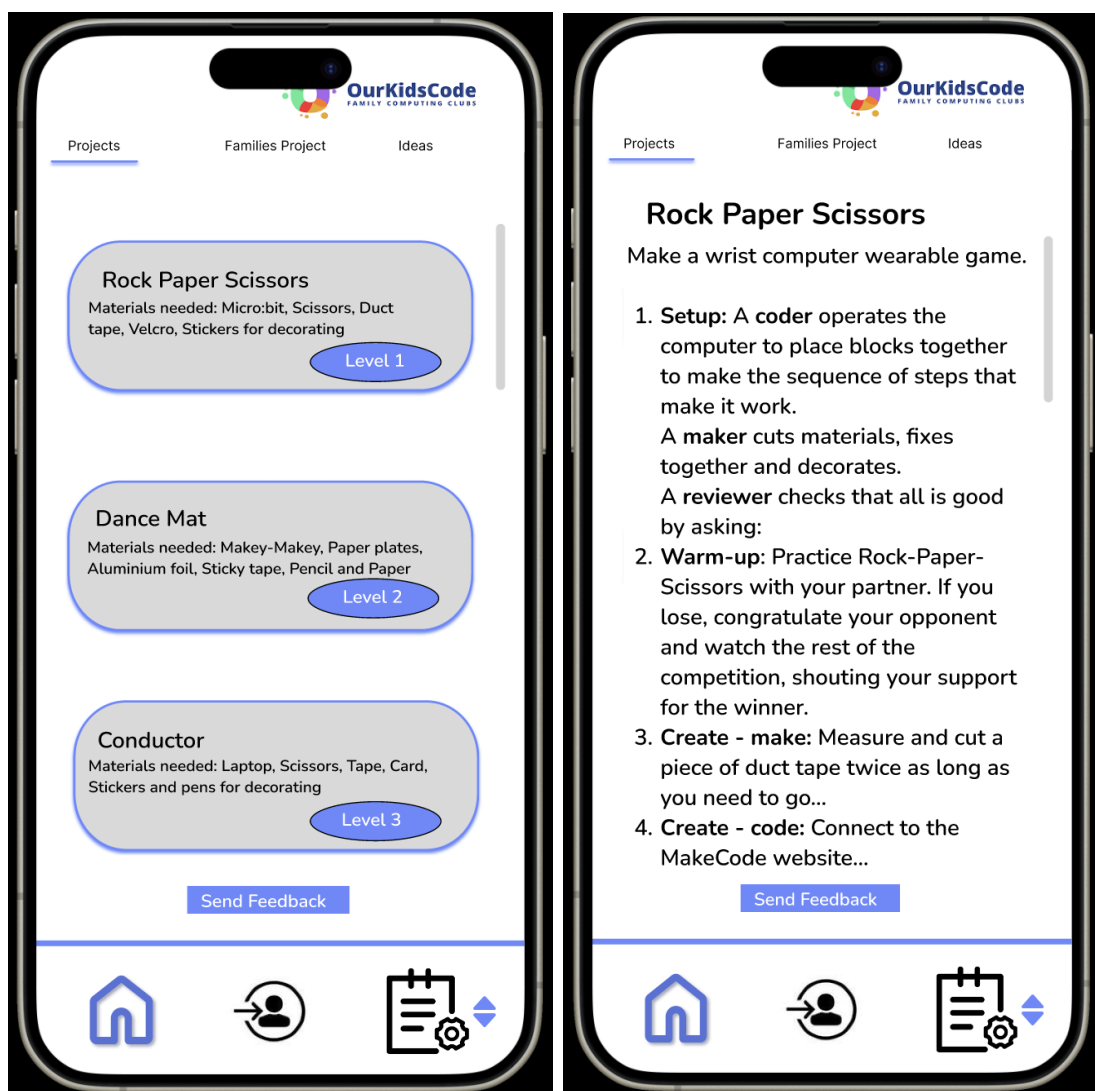 OurKidsCode
FAMILY COMPUTING CLUBS
Projects Families Project Ideas
Rock Paper Scissors
Materials needed: Micro:bit, Scissors, Duct
tape, Velcro, Stickers for decorating
Level 1
Dance Mat
Materials needed: Makey-Makey, Paper plates,
Aluminium foil, Sticky tape, Pencil and Paper
Level 2
Conductor
Materials needed: Laptop, Scissors, Tape, Card,
Stickers and pens for decorating
Level 3
Send Feedback
OurKidsCode
FAMILY COMPUTING CLUBS
Projects Families Project Ideas
Rock Paper Scissors
Make a wrist computer wearable game.
1. Setup: A coder operates the
computer to place blocks together
to make the sequence of steps that
make it work.
A maker cuts materials, fixes
together and decorates.
A reviewer checks that all is good
by asking:
2. Warm-up: Practice Rock-Paper-
Scissors with your partner. If you
lose, congratulate your opponent
and watch the rest of the
competition, shouting your support
for the winner.
3. Create - make: Measure and cut a
piece of duct tape twice as long as
you need to go...
4. Create - code: Connect to the
MakeCode website...
Send Feedback